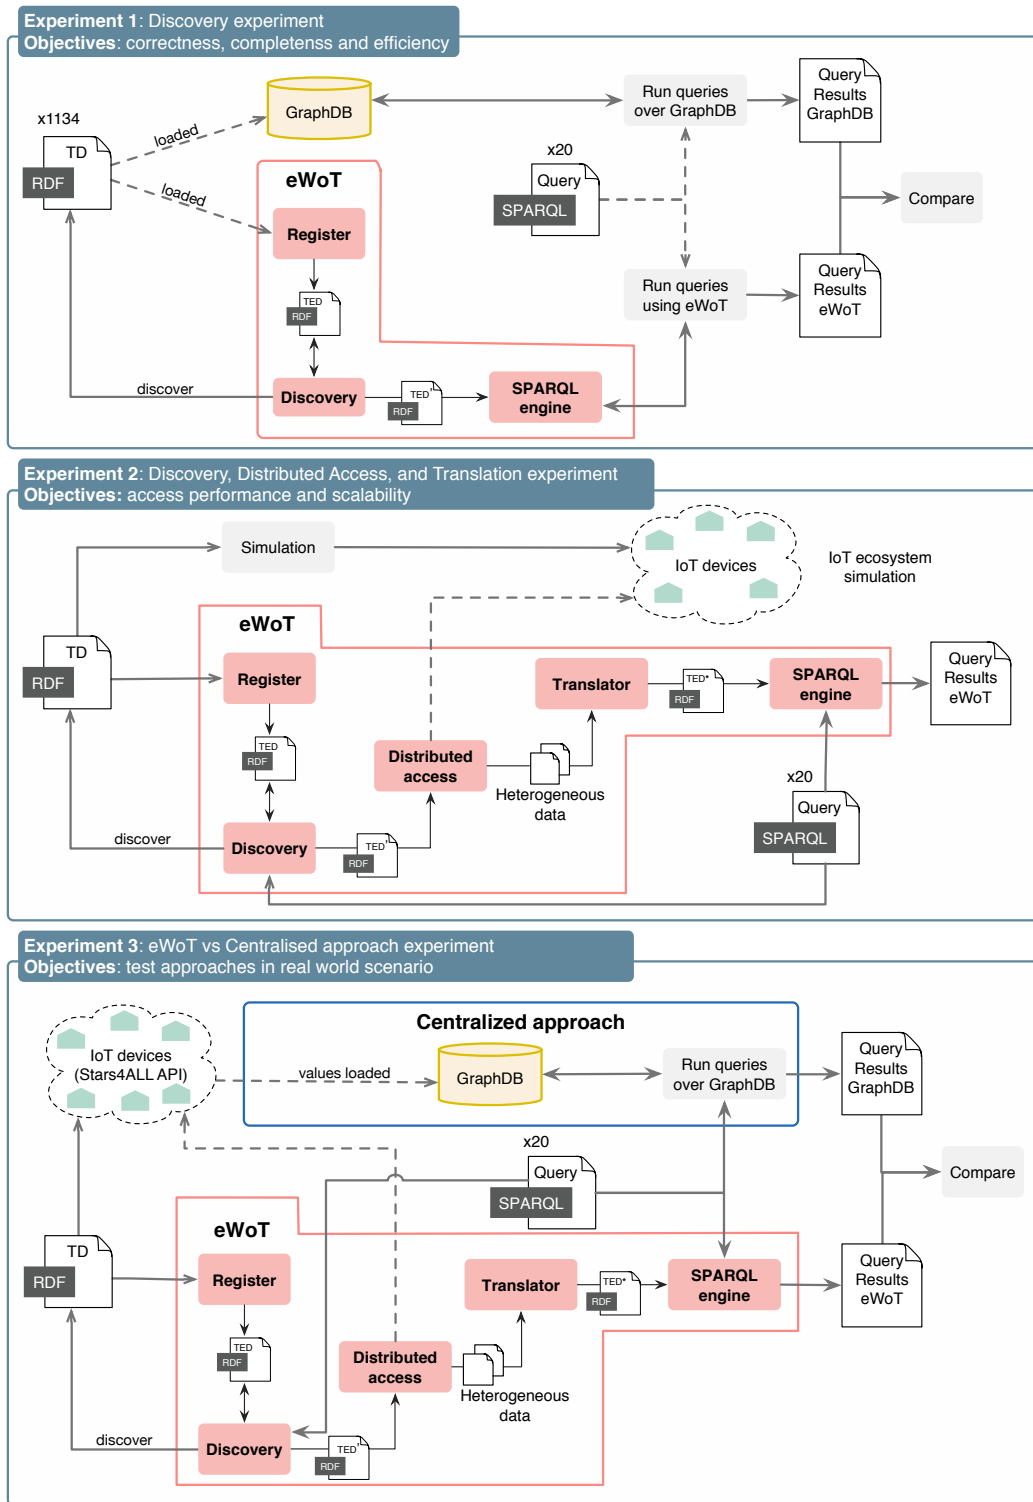 Experiment 1: Discovery experiment
Objectives: correctness, completenss and efficiency
x1134
TD
RDF
loaded
loaded
GraphDB
Run queries
over GraphDB
Query
Results
GraphDB
x20
Query
SPARQL
Compare
eWoT
Register
TED
RDF
Discovery
discover
TED'
RDF
SPARQL
engine
Run queries
using eWoT
Query
Results
eWoT
Experiment 2: Discovery, Distributed Access, and Translation experiment
Objectives: access performance and scalability
Simulation
IoT devices
IoT ecosystem
simulation
TD
RDF
eWoT
Register
TED
RDF
Discovery
discover
TED'
RDF
Distributed
access
Heterogeneous
data
Translator
TED*
RDF
SPARQL
engine
Query
Results
eWoT
x20
Query
SPARQL
Experiment 3: eWoT vs Centralised approach experiment
Objectives: test approaches in real world scenario
IoT devices
(Stars4ALL API)
values loaded
Centralized approach
GraphDB
Run queries
over GraphDB
Query
Results
GraphDB
x20
Query
SPARQL
Compare
TD
RDF
eWoT
Register
TED
RDF
Discovery
discover
TED'
RDF
Distributed
access
Heterogeneous
data
Translator
TED*
RDF
SPARQL
engine
Query
Results
eWoT